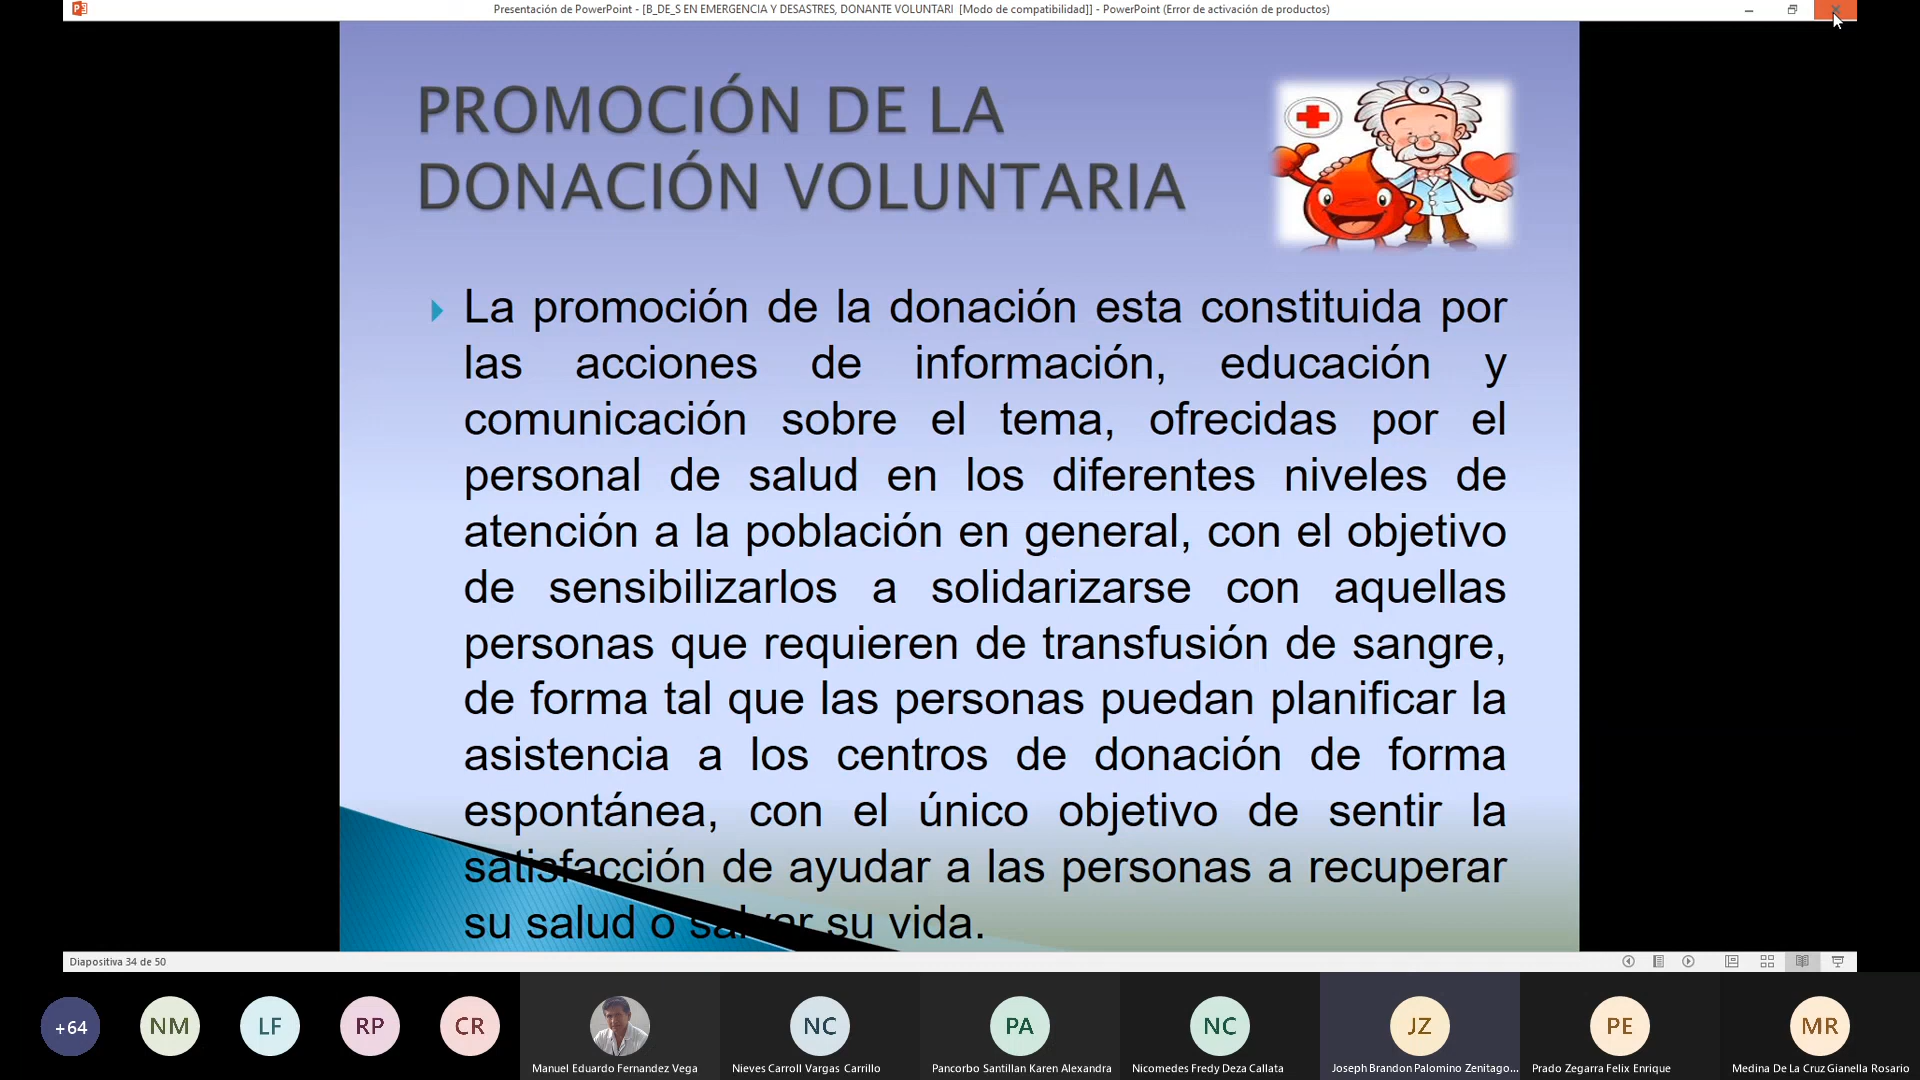 Presentación de PowerPoint - [B_DE_S EN EMERGENCIA Y DESASTRES, DONANTE VOLUNTARI [Modo de compatibilidad]] - PowerPoint (Error de activación de productos)
PROMOCIÓN DE LA
DONACIÓN VOLUNTARIA
La promoción de la donación esta constituida por
las acciones de información, educación y
comunicación sobre el tema, ofrecidas por el
personal de salud en los diferentes niveles de
atención a la población en general, con el objetivo
de sensibilizarlos a solidarizarse con aquellas
personas que requieren de transfusión de sangre,
de forma tal que las personas puedan planificar la
asistencia a los centros de donación de forma
espontánea, con el único objetivo de sentir la
satisfacción de ayudar a las personas a recuperar
su salud o salvar su vida.
Diapositiva 34 de 50
+64 NM LF RP CR NC PA NC JZ PE MR
Manuel Eduardo Fernandez Vega Nieves Carroll Vargas Carrillo Pancorbo Santillan Karen Alexandra Nicomedes Fredy Deza Callata Joseph Brandon Palomino Zenitago... Prado Zegarra Felix Enrique Medina De La Cruz Gianella Rosario